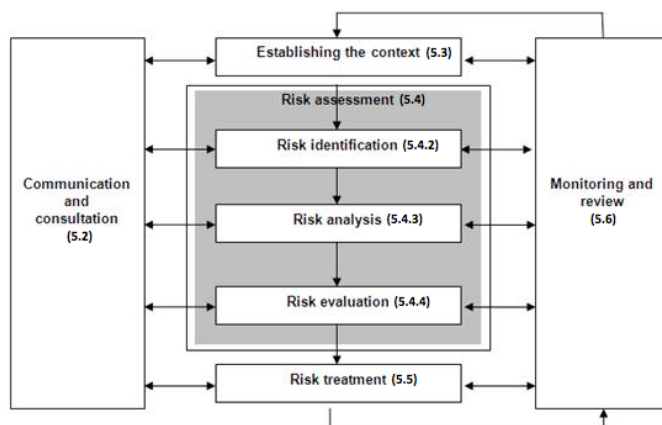 Establishing the context (5.3)
Risk assessment (5.4)
Risk identification (5.4.2)
Communication
and
consultation
(5.2)
Risk analysis (5.4.3)
Monitoring and
review
(5.6)
Risk evaluation (5.4.4)
Risk treatment (5.5)